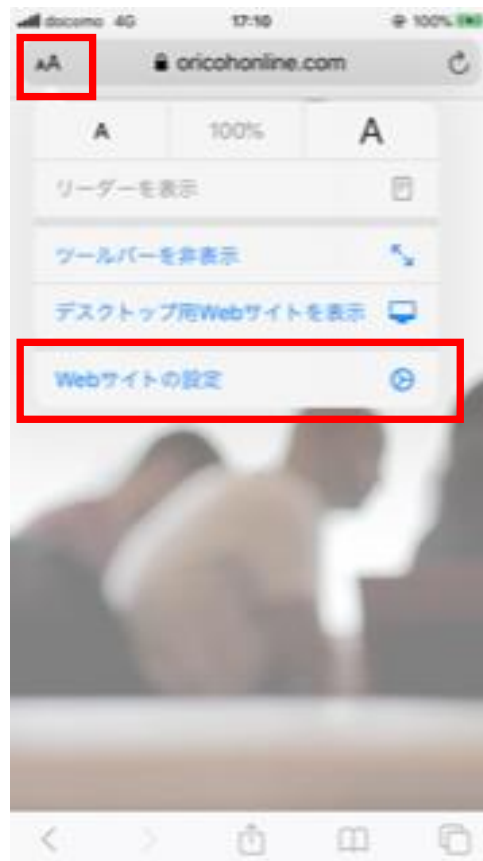 docomo 4G 17:10 100%
AA oricohonline.com
A 100% A
リーダーを表示
ツールバーを非表示
デスクトップ用Webサイトを表示
Webサイトの設定